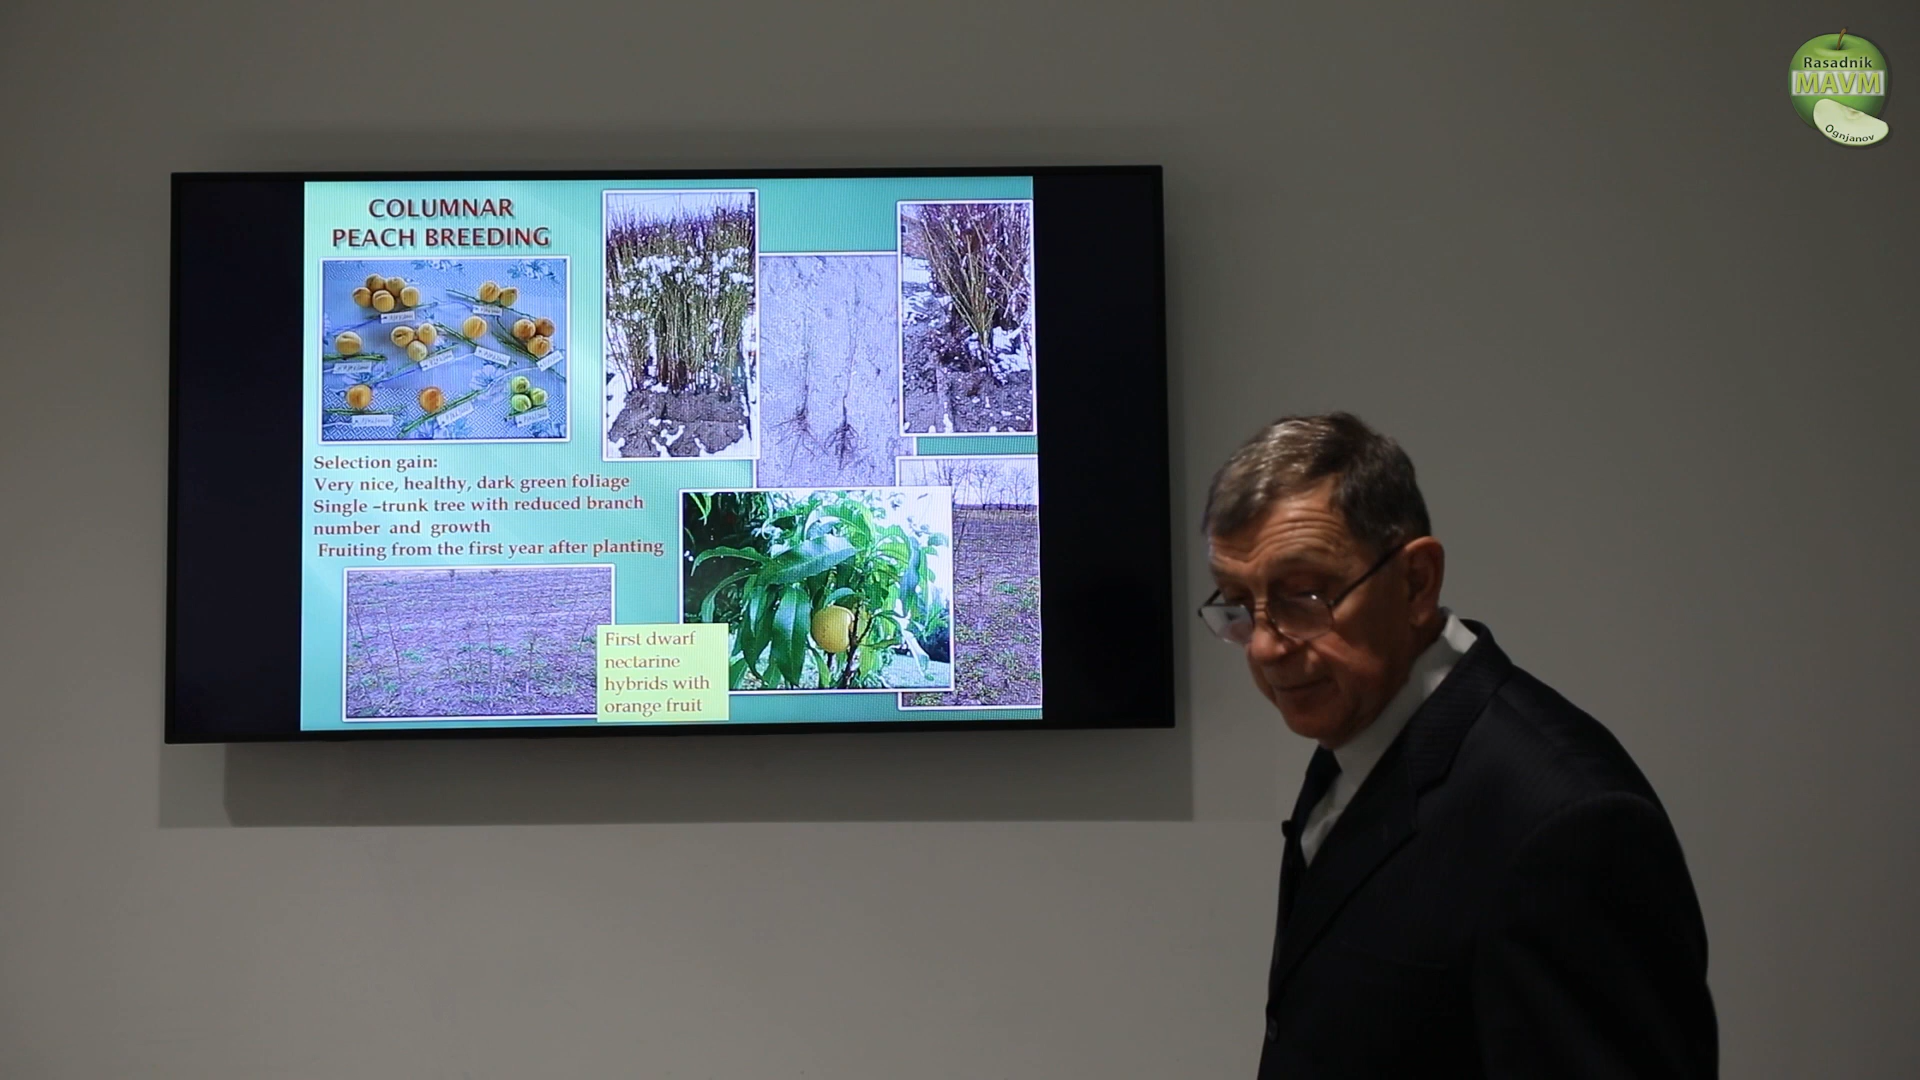 Rasadnik
MAVM
Ognjanov
COLUMNAR
PEACH BREEDING
Selection gain:
Very nice, healthy, dark green foliage
Single –trunk tree with reduced branch
number and growth
Fruiting from the first year after planting
First dwarf
nectarine
hybrids with
orange fruit